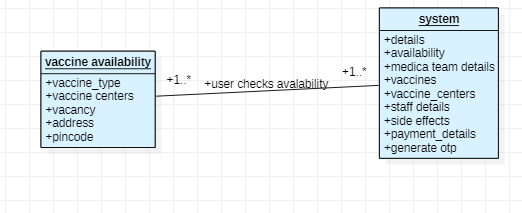 system
+details
+availability
+medica team details
+vaccines
+vaccine_centers
+staff details
+side effects
+payment_details
+generate otp
vaccine availability
+vaccine_type
+vaccine centers
+vacancy
+address
+pincode
+1..*
+user checks avalability
+1..*